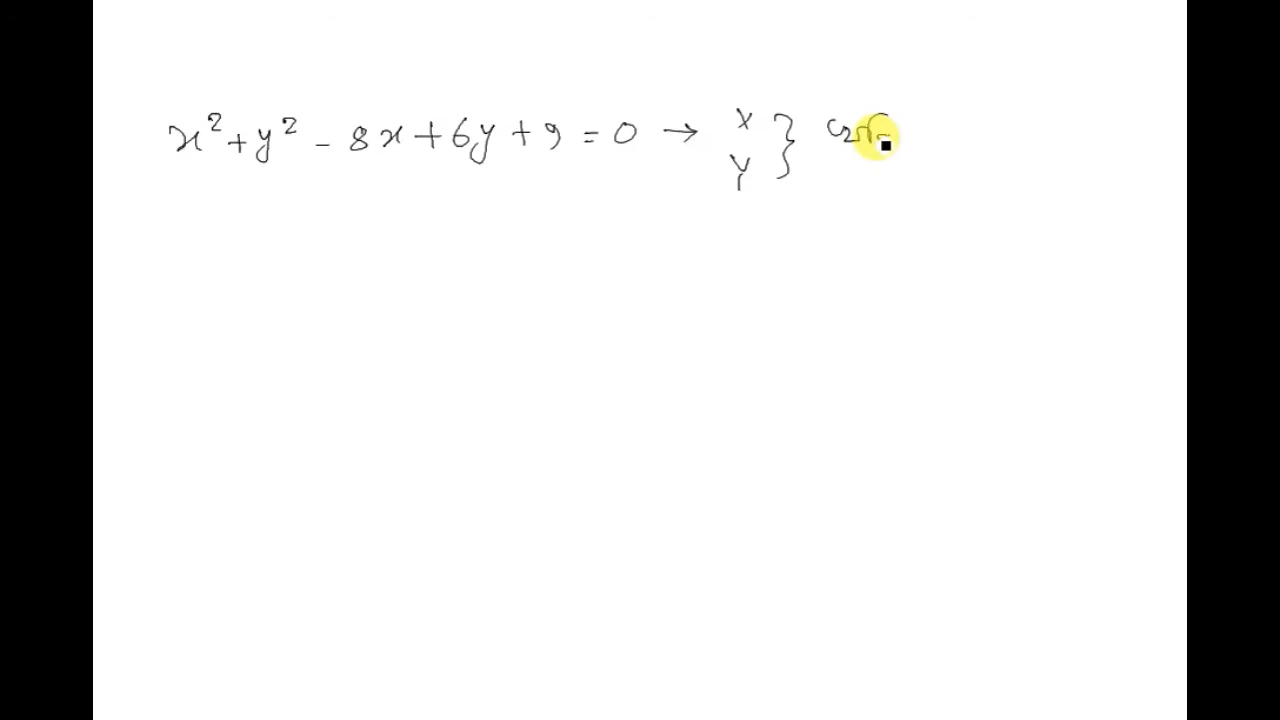 x² + y² - 8x + 6y + 9 = 0 → x y }